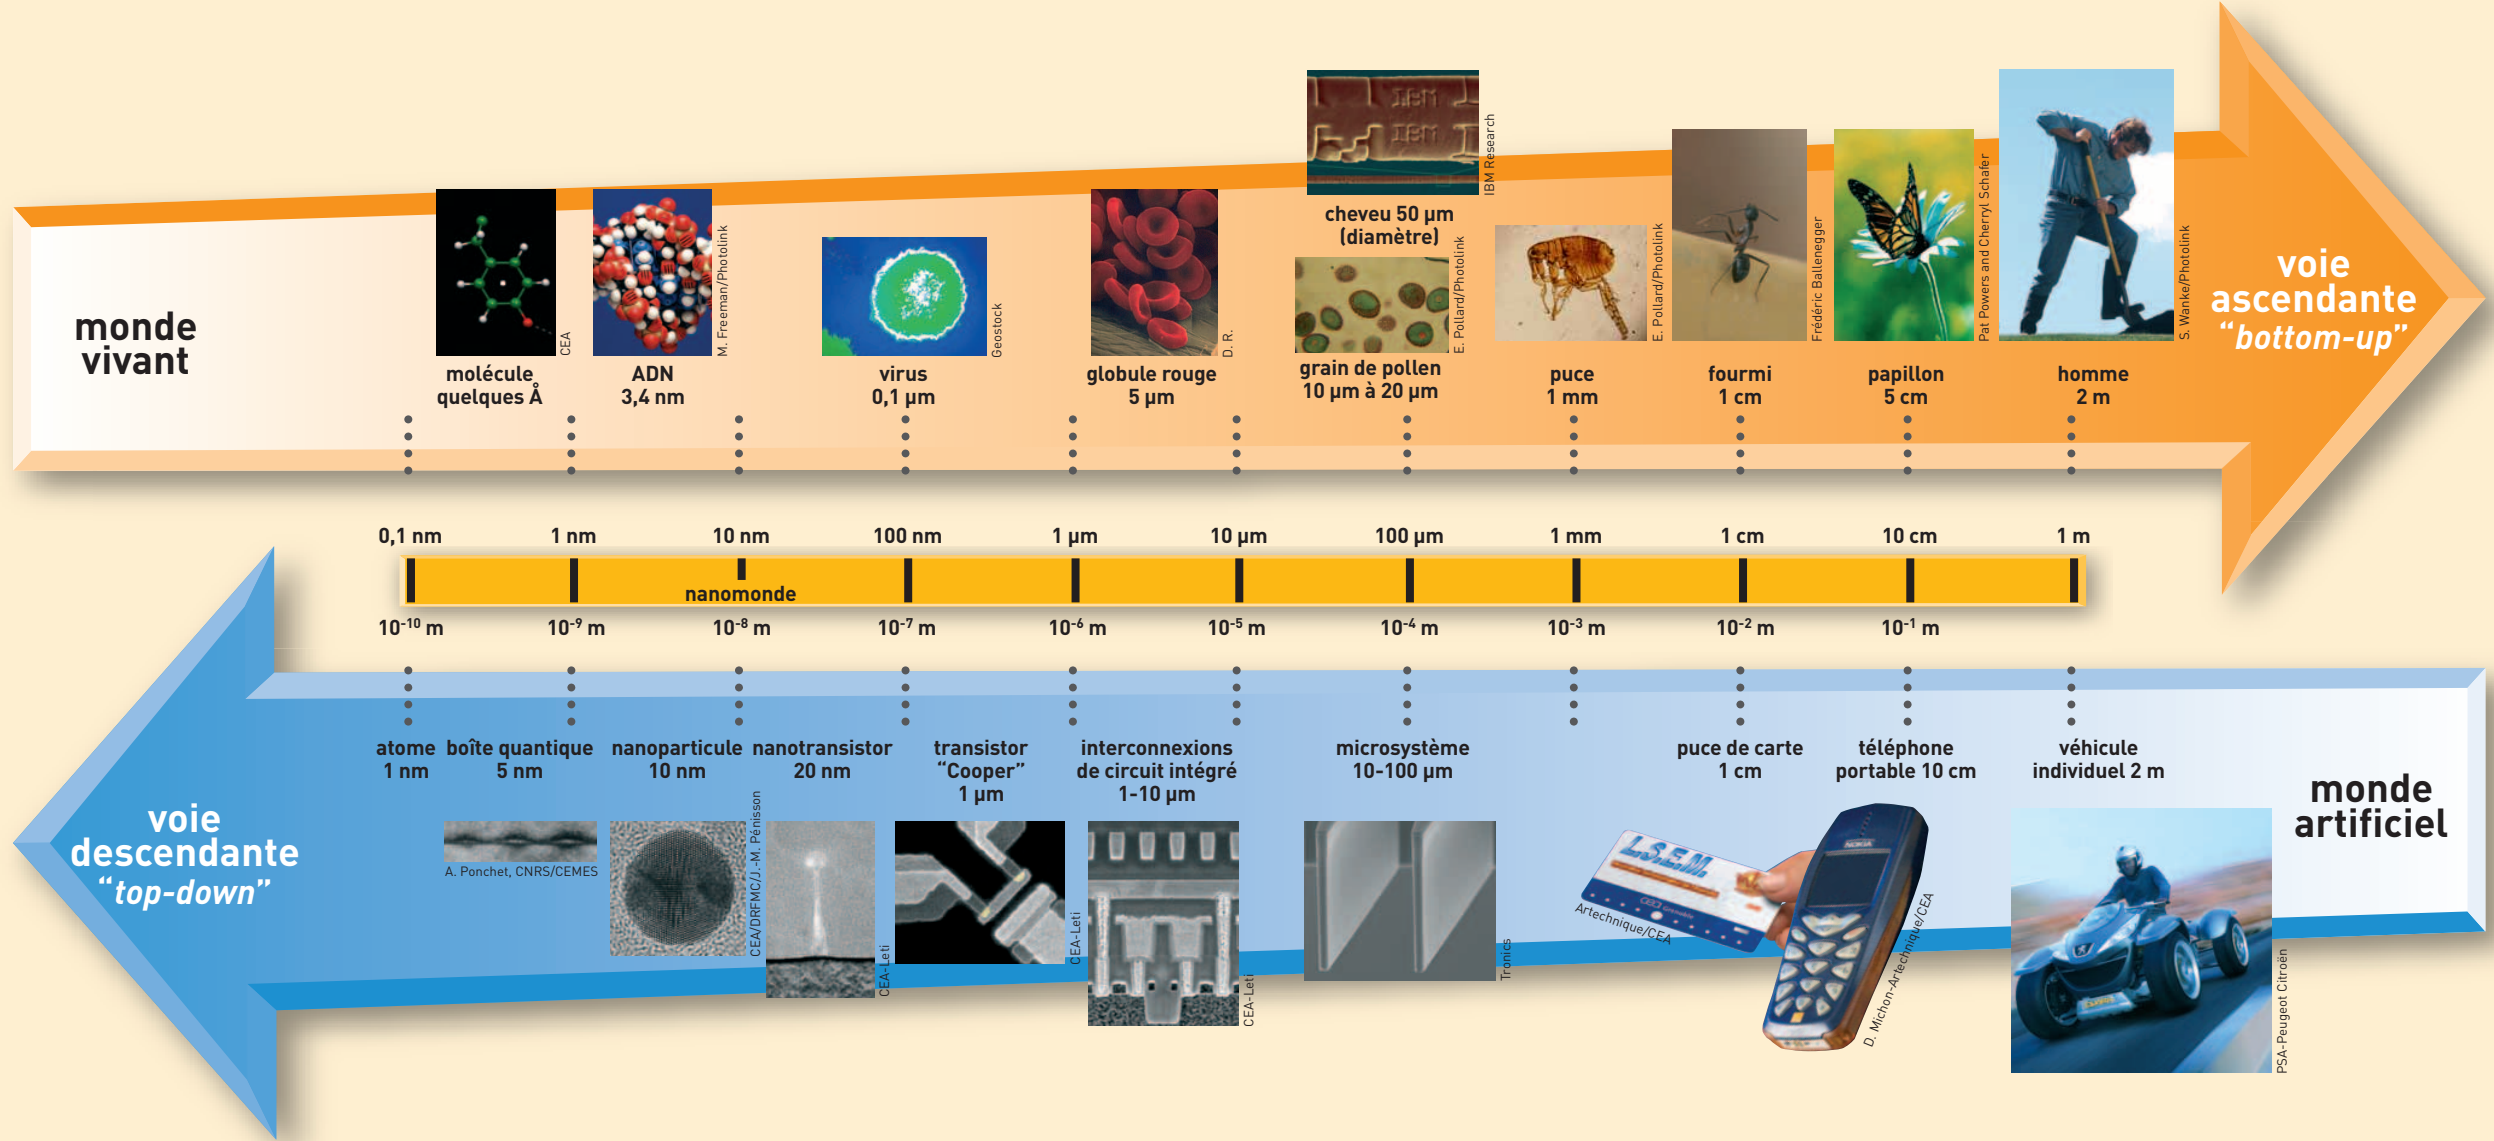 IBM
IBM
IBM Research
cheveu 50 µm
(diamètre)
monde
vivant
CEA
molécule
quelques Å
M. Freeman/Photolink
ADN
3,4 nm
Geostock
virus
0,1 µm
D. R.
globule rouge
5 µm
E. Pollard/Photolink
grain de pollen
10 µm à 20 µm
E. Pollard/Photolink
puce
1 mm
Frédéric Ballenegger
fourmi
1 cm
Pat Powers and Cherryl Schafer
papillon
5 cm
S. Wanke/Photolink
homme
2 m
voie
ascendante
“bottom-up”
0,1 nm
1 nm
10 nm
100 nm
1 µm
10 µm
100 µm
1 mm
1 cm
10 cm
1 m
nanomonde
10⁻¹⁰ m
10⁻⁹ m
10⁻⁸ m
10⁻⁷ m
10⁻⁶ m
10⁻⁵ m
10⁻⁴ m
10⁻³ m
10⁻² m
10⁻¹ m
voie
descendante
“top-down”
atome
1 nm
boîte quantique
5 nm
A. Ponchet, CNRS/CEMES
nanoparticule
10 nm
CEA/DRFMC/J.-M. Pénisson
nanotransistor
20 nm
CEA-Leti
transistor
“Cooper”
1 µm
CEA-Leti
interconnexions
de circuit intégré
1-10 µm
CEA-Leti
microsystème
10-100 µm
Tronics
puce de carte
1 cm
L.S.E.M.
Artechnique/CEA
téléphone
portable 10 cm
NOKIA
D. Michon-Artechnique/CEA
véhicule
individuel 2 m
PSA-Peugeot Citroën
monde
artificiel